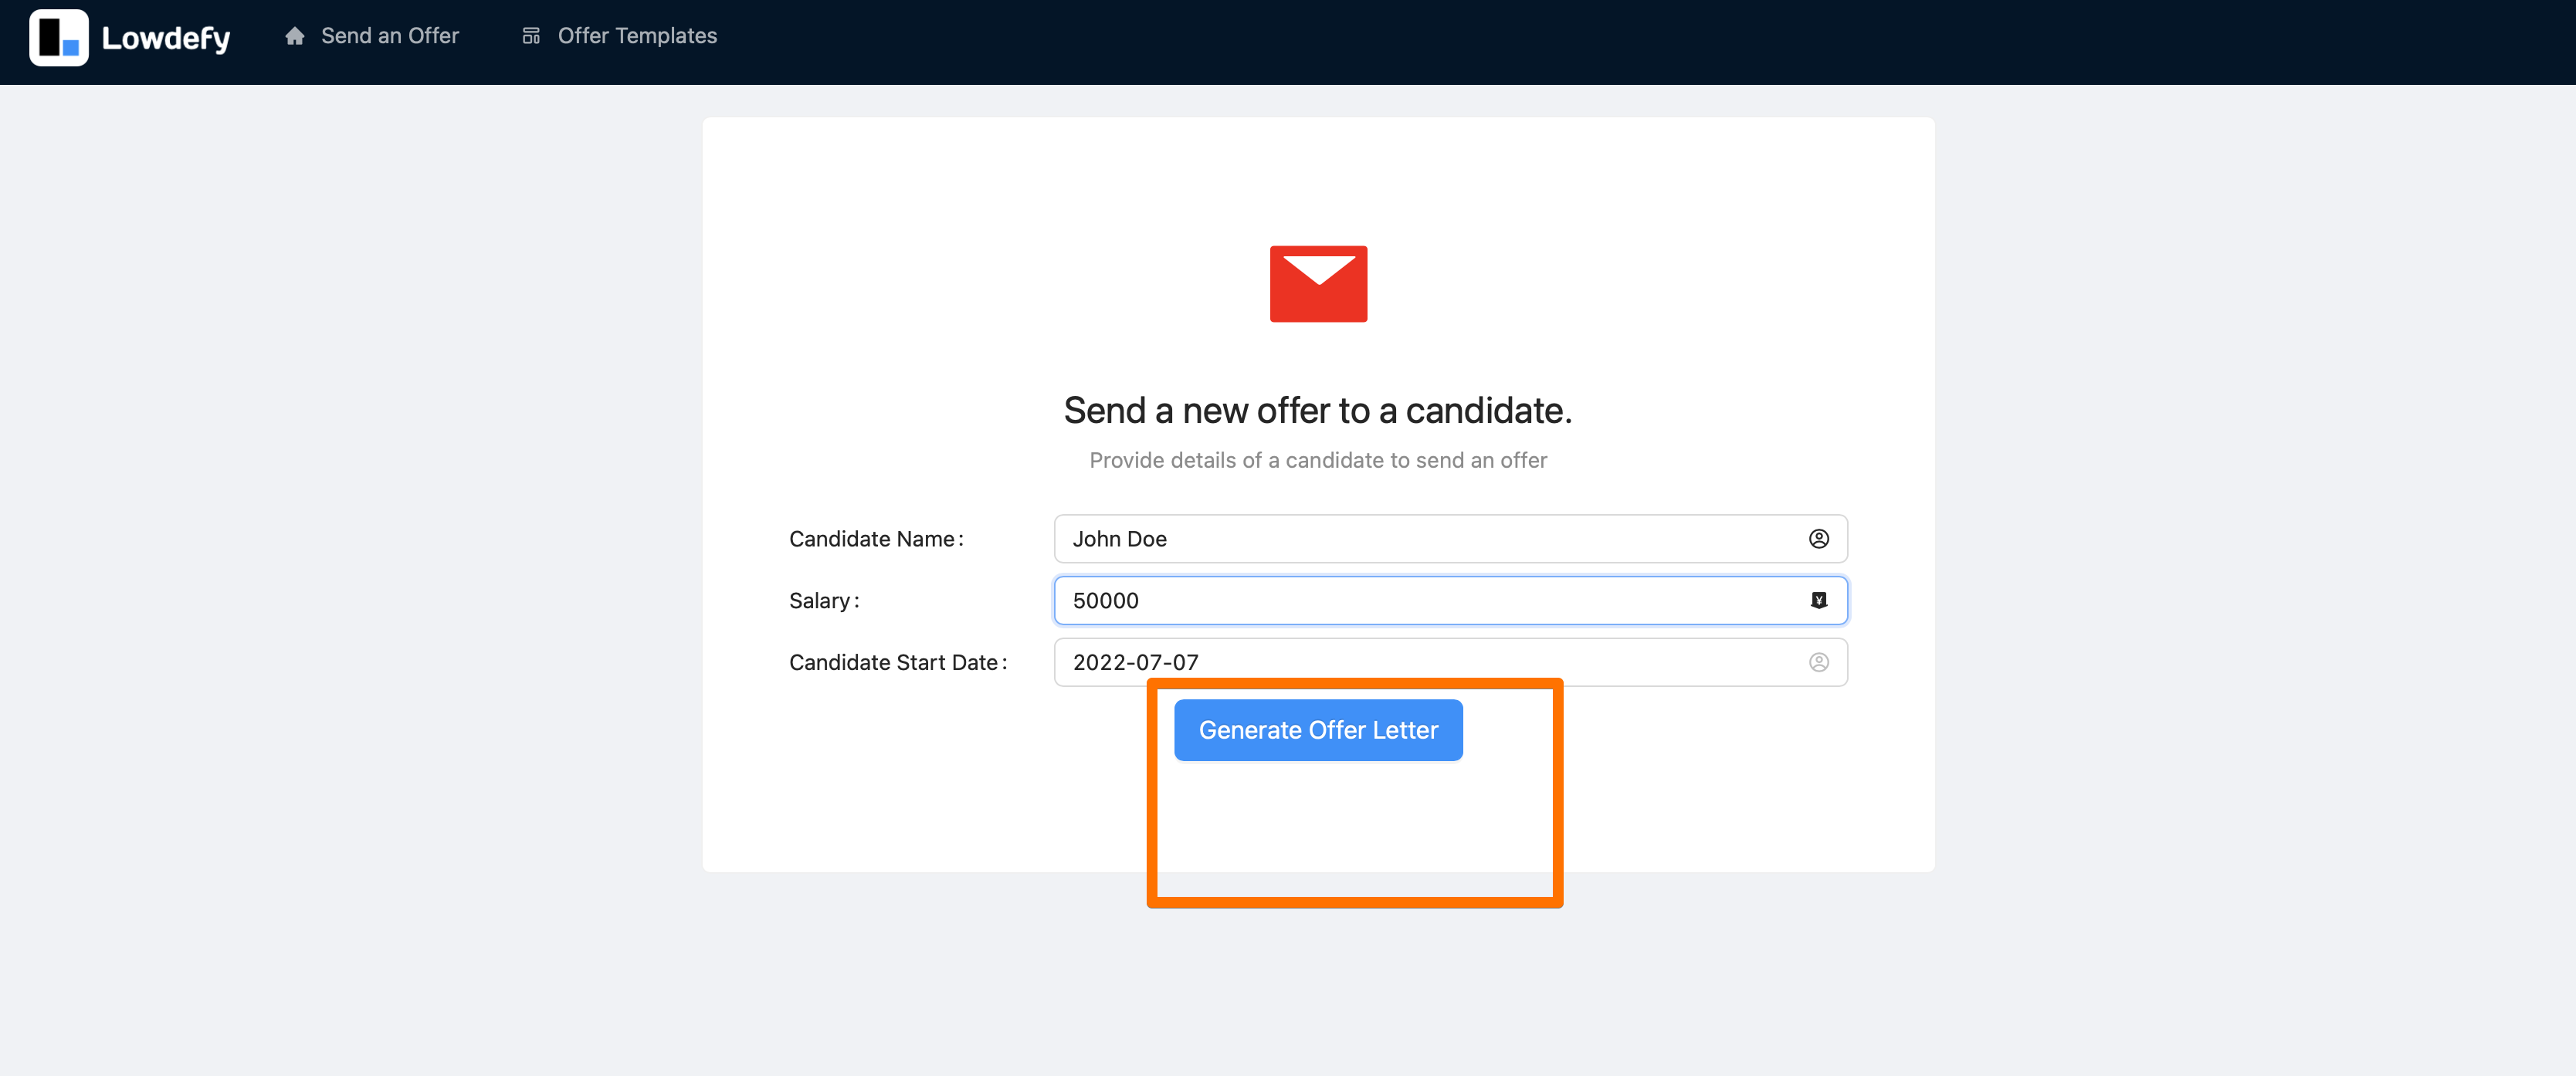 Lowdefy
Send an Offer
Offer Templates
Send a new offer to a candidate.
Provide details of a candidate to send an offer
Candidate Name: John Doe
Salary: 50000 ¥
Candidate Start Date: 2022-07-07
Generate Offer Letter